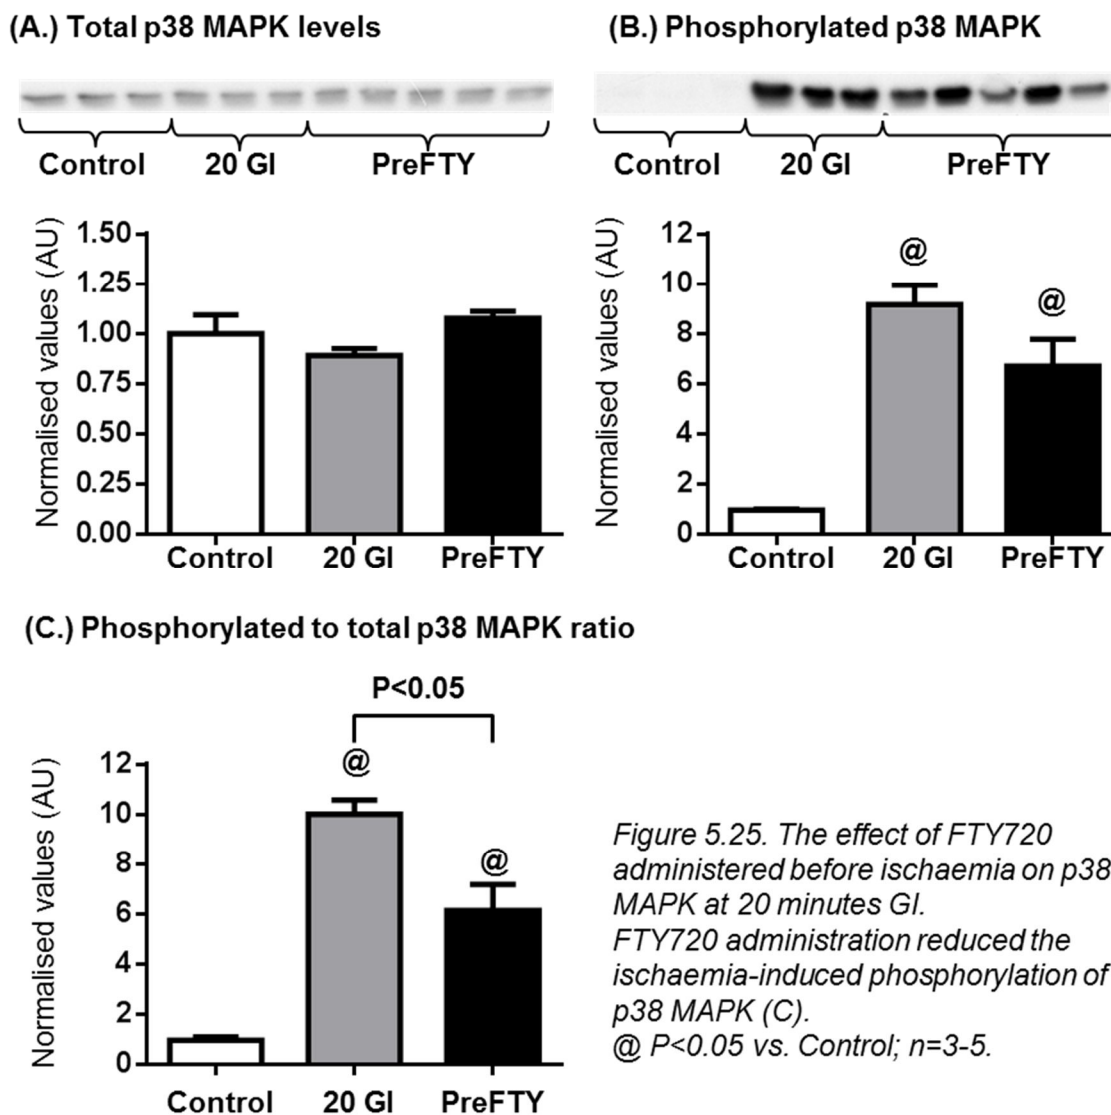 (A.) Total p38 MAPK levels
(B.) Phosphorylated p38 MAPK
Control 20 GI PreFTY
Control 20 GI PreFTY
Normalised values (AU)
1.50
1.25
1.00
0.75
0.50
0.25
0.00
Control 20 GI PreFTY
Normalised values (AU)
12
10
8
6
4
2
0
@
@
Control 20 GI PreFTY
(C.) Phosphorylated to total p38 MAPK ratio
P<0.05
Normalised values (AU)
12
10
8
6
4
2
0
@
@
Control 20 GI PreFTY
Figure 5.25. The effect of FTY720
administered before ischaemia on p38
MAPK at 20 minutes GI.
FTY720 administration reduced the
ischaemia-induced phosphorylation of
p38 MAPK (C).
@ P<0.05 vs. Control; n=3-5.